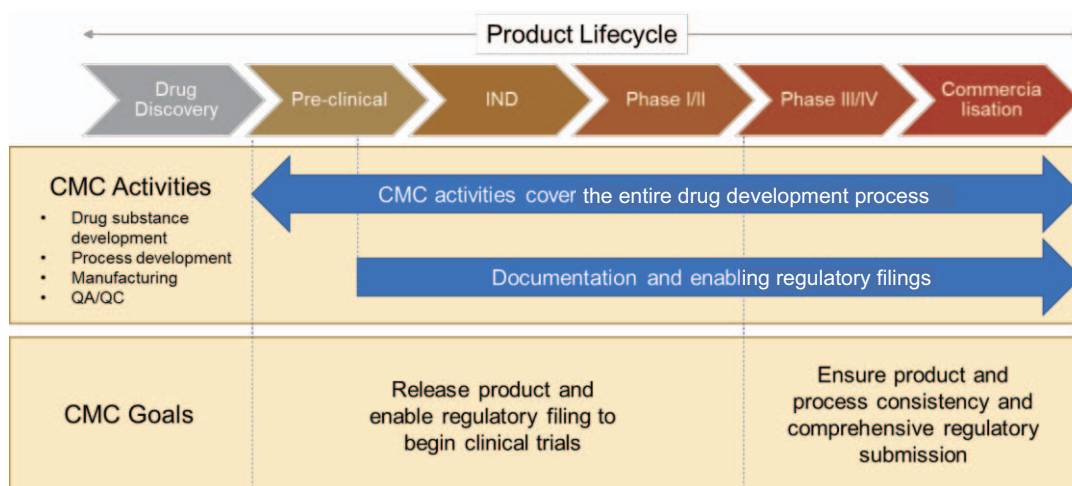 Product Lifecycle
Drug
Discovery
Pre-clinical
IND
Phase I/II
Phase III/IV
Commercia
lisation
CMC Activities
• Drug substance
development
• Process development
• Manufacturing
• QA/QC
CMC activities cover the entire drug development process
Documentation and enabling regulatory filings
CMC Goals
Release product and
enable regulatory filing to
begin clinical trials
Ensure product and
process consistency and
comprehensive regulatory
submission